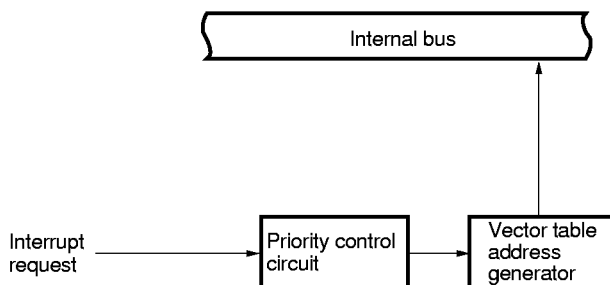 Internal bus
Interrupt
request
Priority control
circuit
Vector table
address
generator